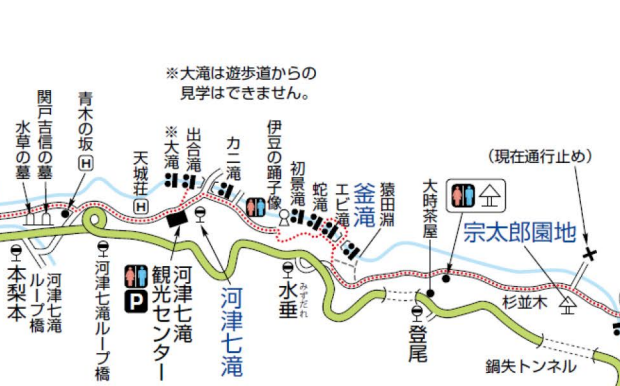 ※大滝は遊歩道からの
見学はできません。
水草の墓
関戸吉信の墓
青木の坂
H
天城荘
H
※大滝
出合滝
カニ滝
伊豆の踊子像
初景滝
蛇滝
エビ滝
釜滝
猿田淵
大時茶屋
(現在通行止め)
宗太郎園地
杉並木
本梨本
河津七滝
ループ橋
河津七滝ループ橋
P
河津七滝
観光センター
河津七滝
水垂
みずだれ
登尾
鍋失トンネル